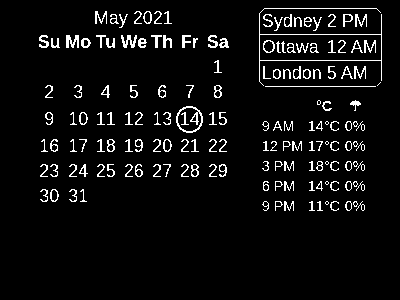 May 2021
Su Mo Tu We Th Fr Sa
1
2 3 4 5 6 7 8
9 10 11 12 13 14 15
16 17 18 19 20 21 22
23 24 25 26 27 28 29
30 31
Sydney 2 PM
Ottawa 12 AM
London 5 AM
°C ☂
9 AM 14°C 0%
12 PM 17°C 0%
3 PM 18°C 0%
6 PM 14°C 0%
9 PM 11°C 0%